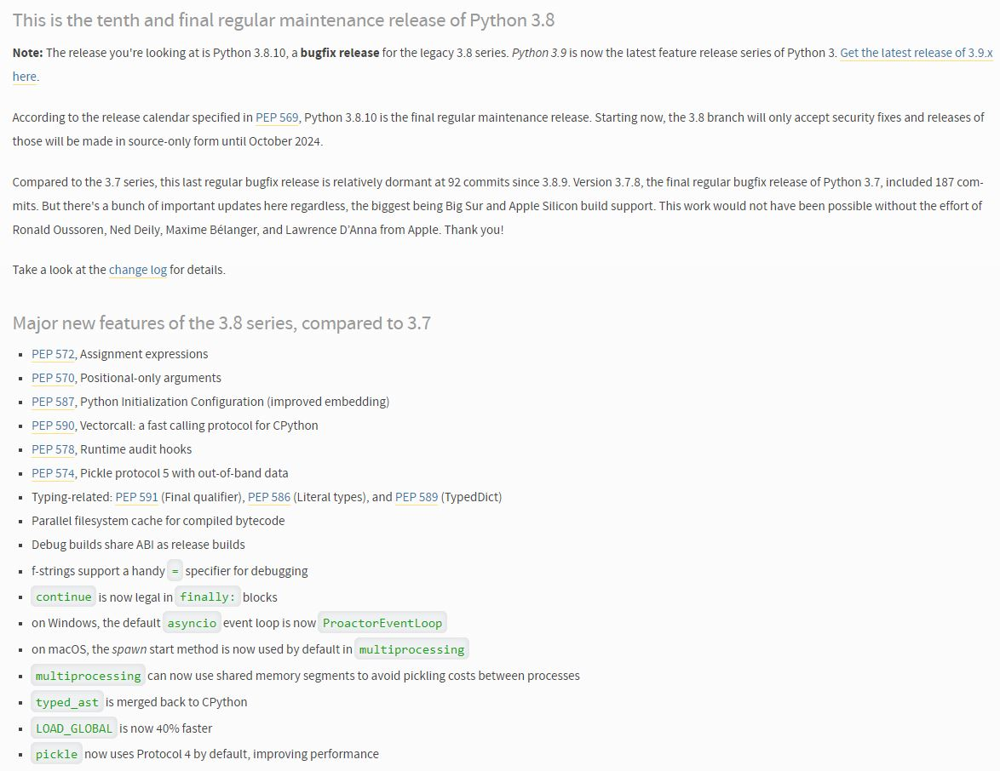 This is the tenth and final regular maintenance release of Python 3.8
Note: The release you're looking at is Python 3.8.10, a bugfix release for the legacy 3.8 series. Python 3.9 is now the latest feature release series of Python 3. Get the latest release of 3.9.x
here.
According to the release calendar specified in PEP 569, Python 3.8.10 is the final regular maintenance release. Starting now, the 3.8 branch will only accept security fixes and releases of
those will be made in source-only form until October 2024.
Compared to the 3.7 series, this last regular bugfix release is relatively dormant at 92 commits since 3.8.9. Version 3.7.8, the final regular bugfix release of Python 3.7, included 187 com-
mits. But there's a bunch of important updates here regardless, the biggest being Big Sur and Apple Silicon build support. This work would not have been possible without the effort of
Ronald Oussoren, Ned Deily, Maxime Bélanger, and Lawrence D’Anna from Apple. Thank you!
Take a look at the change log for details.
Major new features of the 3.8 series, compared to 3.7
▪ PEP 572, Assignment expressions
▪ PEP 570, Positional-only arguments
▪ PEP 587, Python Initialization Configuration (improved embedding)
▪ PEP 590, Vectorcall: a fast calling protocol for CPython
▪ PEP 578, Runtime audit hooks
▪ PEP 574, Pickle protocol 5 with out-of-band data
▪ Typing-related: PEP 591 (Final qualifier), PEP 586 (Literal types), and PEP 589 (TypedDict)
▪ Parallel filesystem cache for compiled bytecode
▪ Debug builds share ABI as release builds
▪ f-strings support a handy = specifier for debugging
▪ continue is now legal in finally: blocks
▪ on Windows, the default asyncio event loop is now ProactorEventLoop
▪ on macOS, the spawn start method is now used by default in multiprocessing
▪ multiprocessing can now use shared memory segments to avoid pickling costs between processes
▪ typed_ast is merged back to CPython
▪ LOAD_GLOBAL is now 40% faster
▪ pickle now uses Protocol 4 by default, improving performance